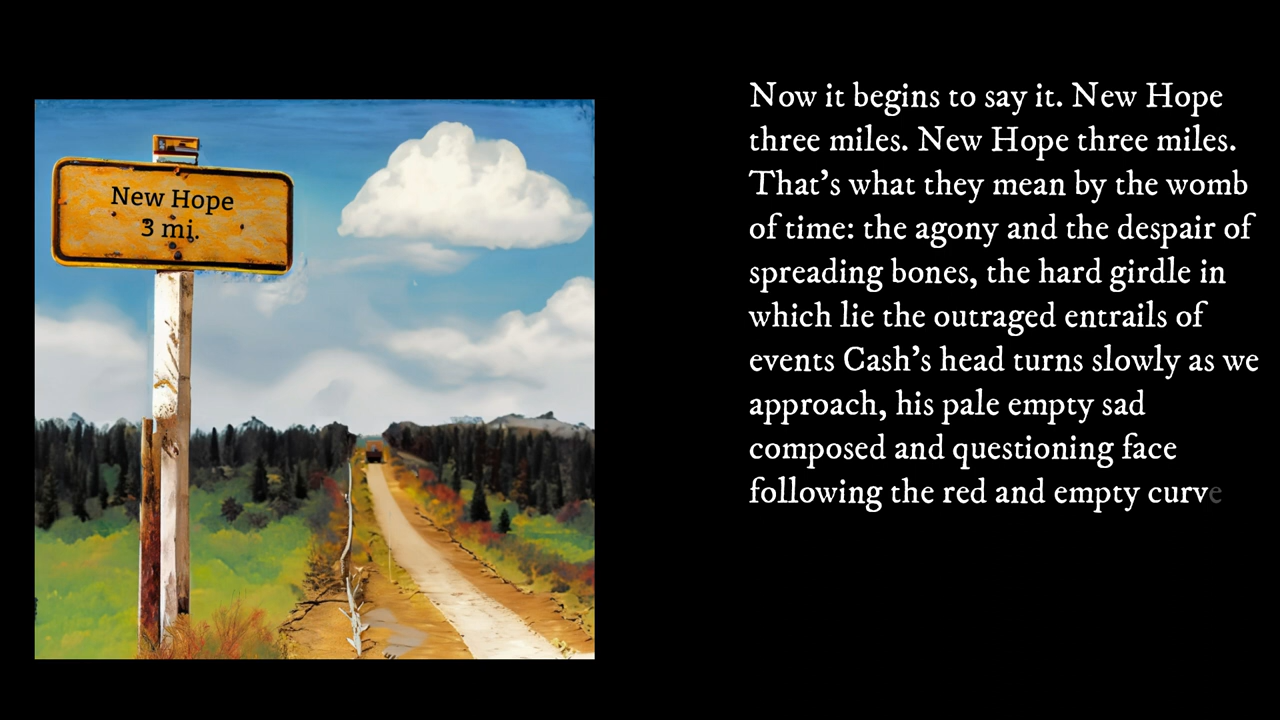 New Hope
3 mi.
Now it begins to say it. New Hope
three miles. New Hope three miles.
That's what they mean by the womb
of time: the agony and the despair of
spreading bones, the hard girdle in
which lie the outraged entrails of
events Cash's head turns slowly as we
approach, his pale empty sad
composed and questioning face
following the red and empty curve